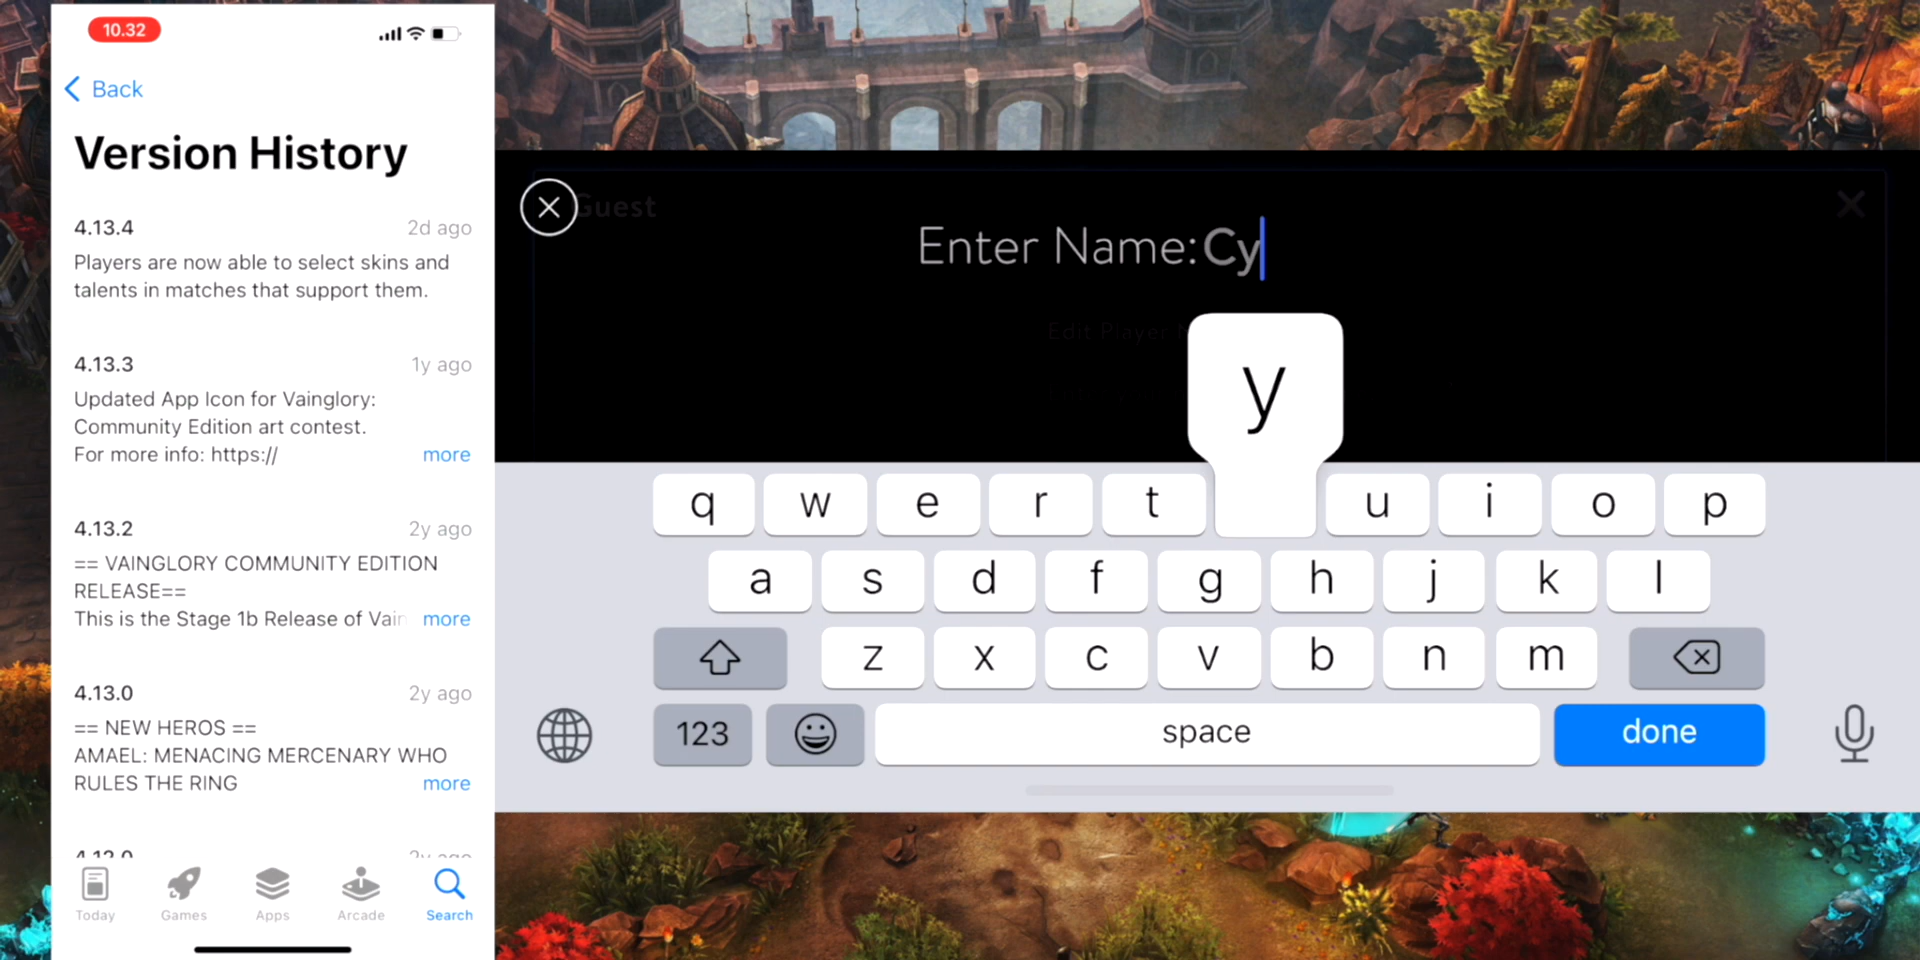 10.32
Back
Version History
4.13.4 2d ago
Players are now able to select skins and
talents in matches that support them.
4.13.3 1y ago
Updated App Icon for Vainglory:
Community Edition art contest.
For more info: https:// more
4.13.2 2y ago
== VAINGLORY COMMUNITY EDITION
RELEASE==
This is the Stage 1b Release of Vain more
4.13.0 2y ago
== NEW HEROS ==
AMAEL: MENACING MERCENARY WHO
RULES THE RING more
Today Games Apps Arcade Search
Guest
Enter Name: Cy
Edit Player
y
q w e r t u i o p
a s d f g h j k l
z x c v b n m
123 space done